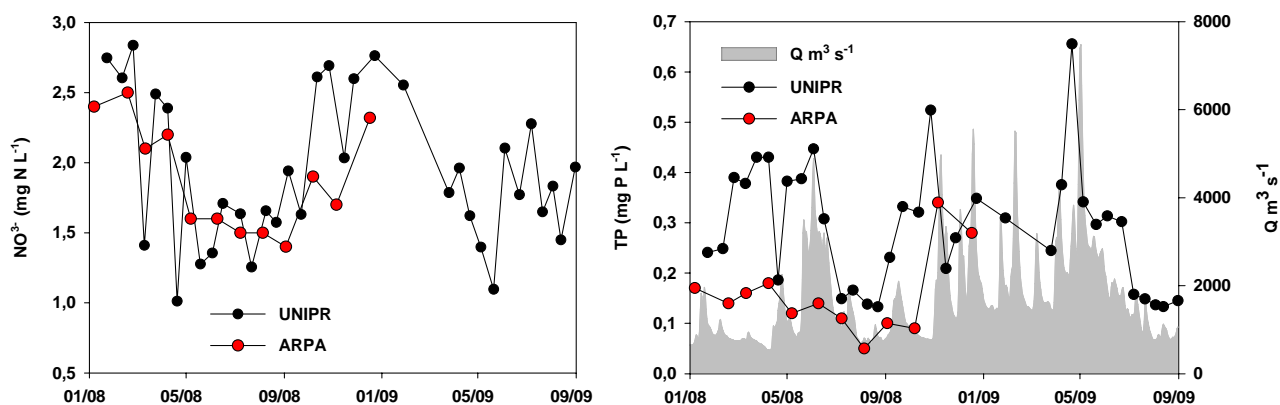 3,0
2,5
2,0
1,5
1,0
0,5
NO³⁻ (mg N L⁻¹)
UNIPR
ARPA
01/08 05/08 09/08 01/09 05/09 09/09
0,7
0,6
0,5
0,4
0,3
0,2
0,1
0,0
TP (mg P L⁻¹)
Q m³ s⁻¹
UNIPR
ARPA
8000
6000
4000
2000
0
Q m³ s⁻¹
01/08 05/08 09/08 01/09 05/09 09/09